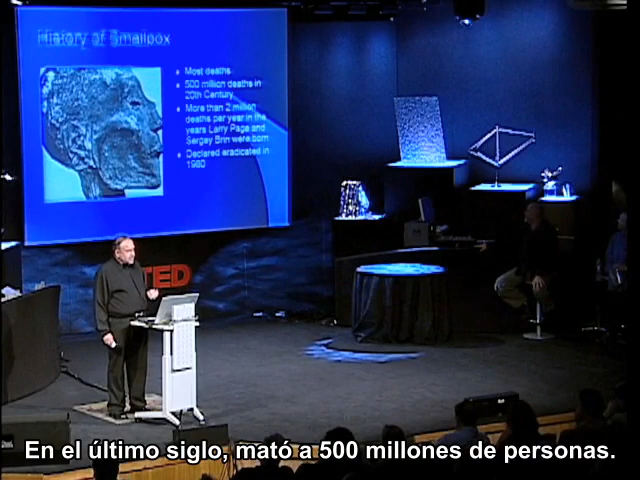 History of Smallpox
Most deaths
500 million deaths in
20th Century
More than 2 million
deaths per year in the
years Larry Page and
Sergey Brin were born
Declared eradicated in
1980
TED
En el último siglo, mató a 500 millones de personas.